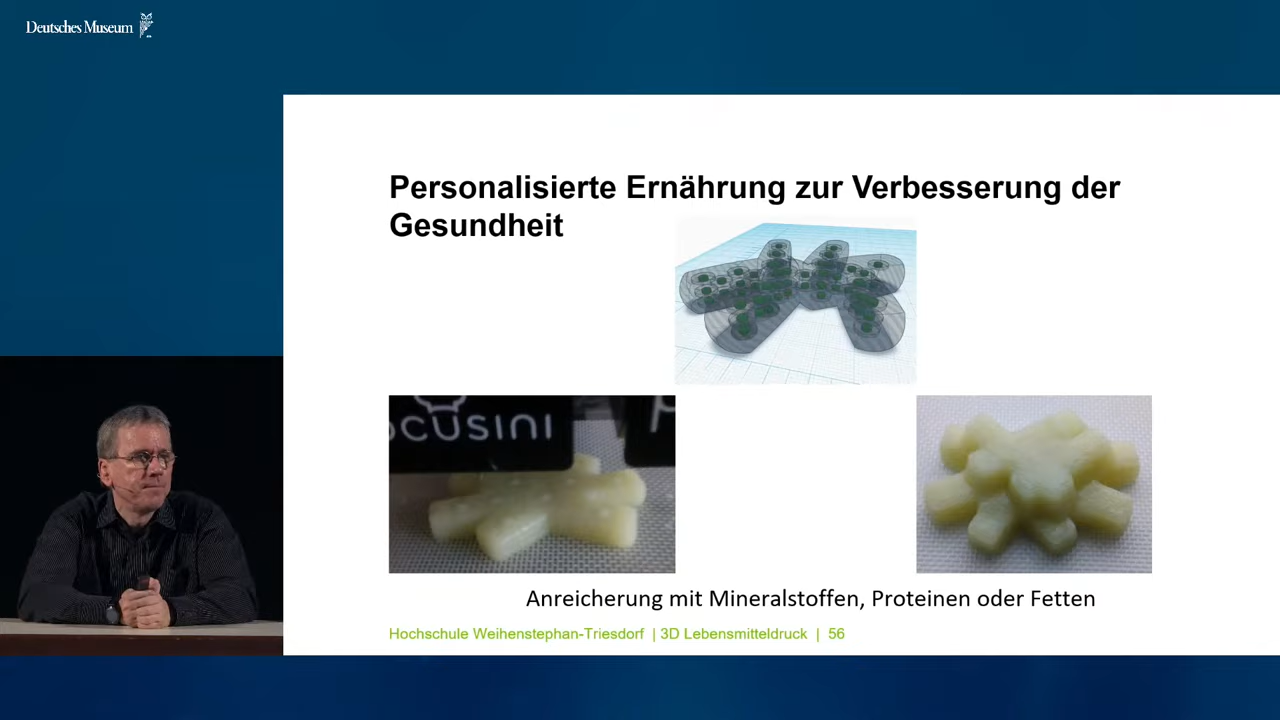 Deutsches Museum
Personalisierte Ernährung zur Verbesserung der
Gesundheit
ocusini
Anreicherung mit Mineralstoffen, Proteinen oder Fetten
Hochschule Weihenstephan-Triesdorf | 3D Lebensmitteldruck | 56